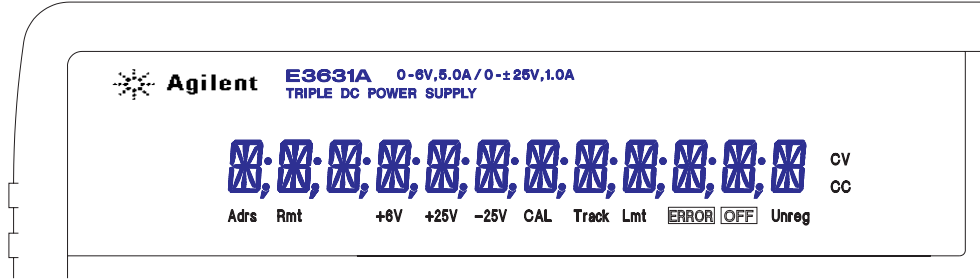 Agilent E3631A 0-6V,5.0A / 0-±25V,1.0A
TRIPLE DC POWER SUPPLY
CV
CC
Adrs Rmt +6V +25V -25V CAL Track Lmt ERROR OFF Unreg